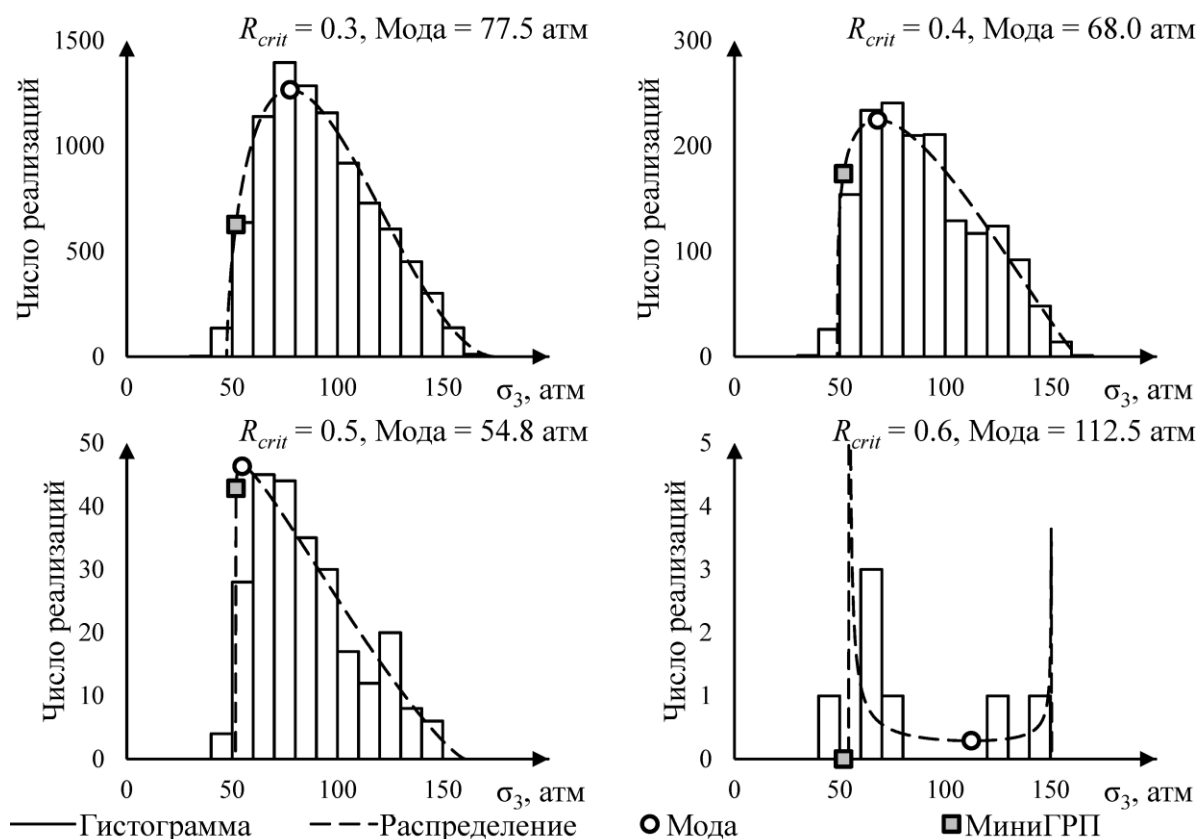 R_crit = 0.3, Мода = 77.5 атм
1500
1000
500
0
Число реализаций
0 50 100 150 σ₃, атм
R_crit = 0.4, Мода = 68.0 атм
300
200
100
0
Число реализаций
0 50 100 150 σ₃, атм
R_crit = 0.5, Мода = 54.8 атм
50
40
30
20
10
0
Число реализаций
0 50 100 150 σ₃, атм
R_crit = 0.6, Мода = 112.5 атм
5
4
3
2
1
0
Число реализаций
0 50 100 150 σ₃, атм
Гистограмма Распределение Мода МиниГРП